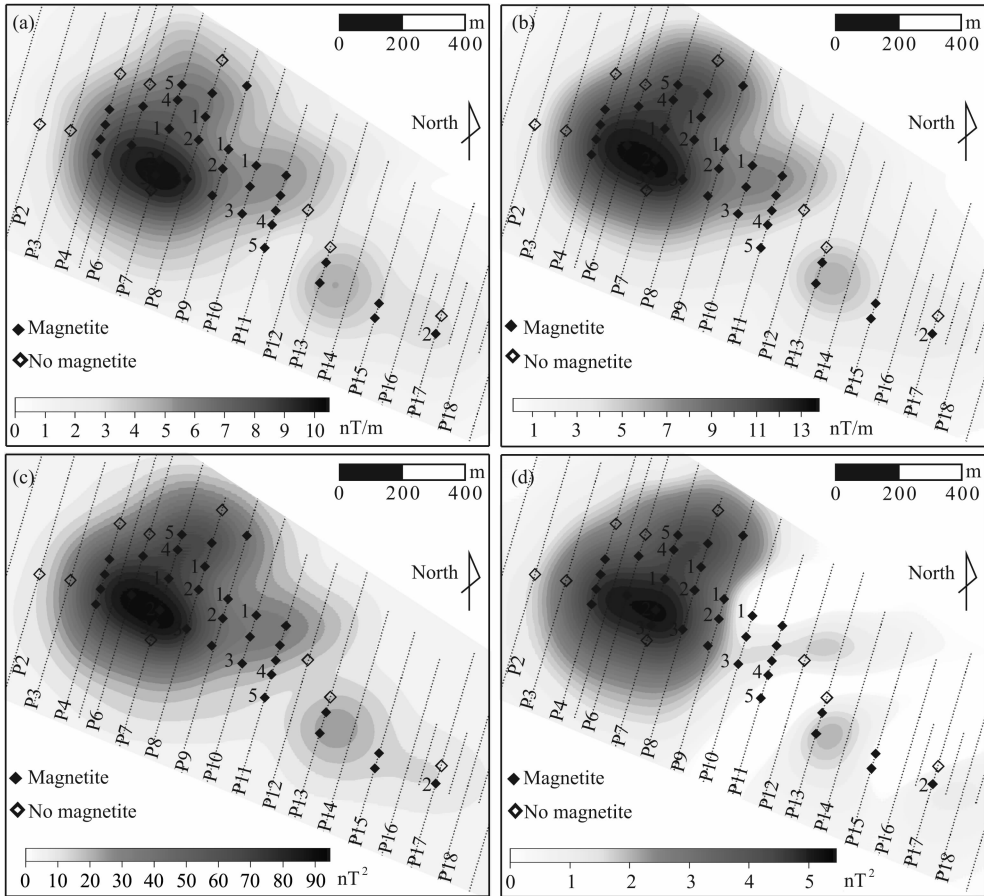 (a)
m
0 200 400
North
5
4
1
2
1
2
1
3
4
5
2
P2
P3
P4
P6
P7
P8
P9
P10
P11
P12
P13
P14
P15
P16
P17
P18
Magnetite
No magnetite
0 1 2 3 4 5 6 7 8 9 10
nT/m
(b)
m
0 200 400
North
5
4
1
2
1
2
1
3
4
5
2
P2
P3
P4
P6
P7
P8
P9
P10
P11
P12
P13
P14
P15
P16
P17
P18
Magnetite
No magnetite
1 3 5 7 9 11 13
nT/m
(c)
m
0 200 400
North
5
4
1
2
1
2
1
3
4
5
2
P2
P3
P4
P6
P7
P8
P9
P10
P11
P12
P13
P14
P15
P16
P17
P18
Magnetite
No magnetite
0 10 20 30 40 50 60 70 80 90
nT2
(d)
m
0 200 400
North
5
4
1
2
1
2
1
3
4
5
2
P2
P3
P4
P6
P7
P8
P9
P10
P11
P12
P13
P14
P15
P16
P17
P18
Magnetite
No magnetite
0 1 2 3 4 5
nT2